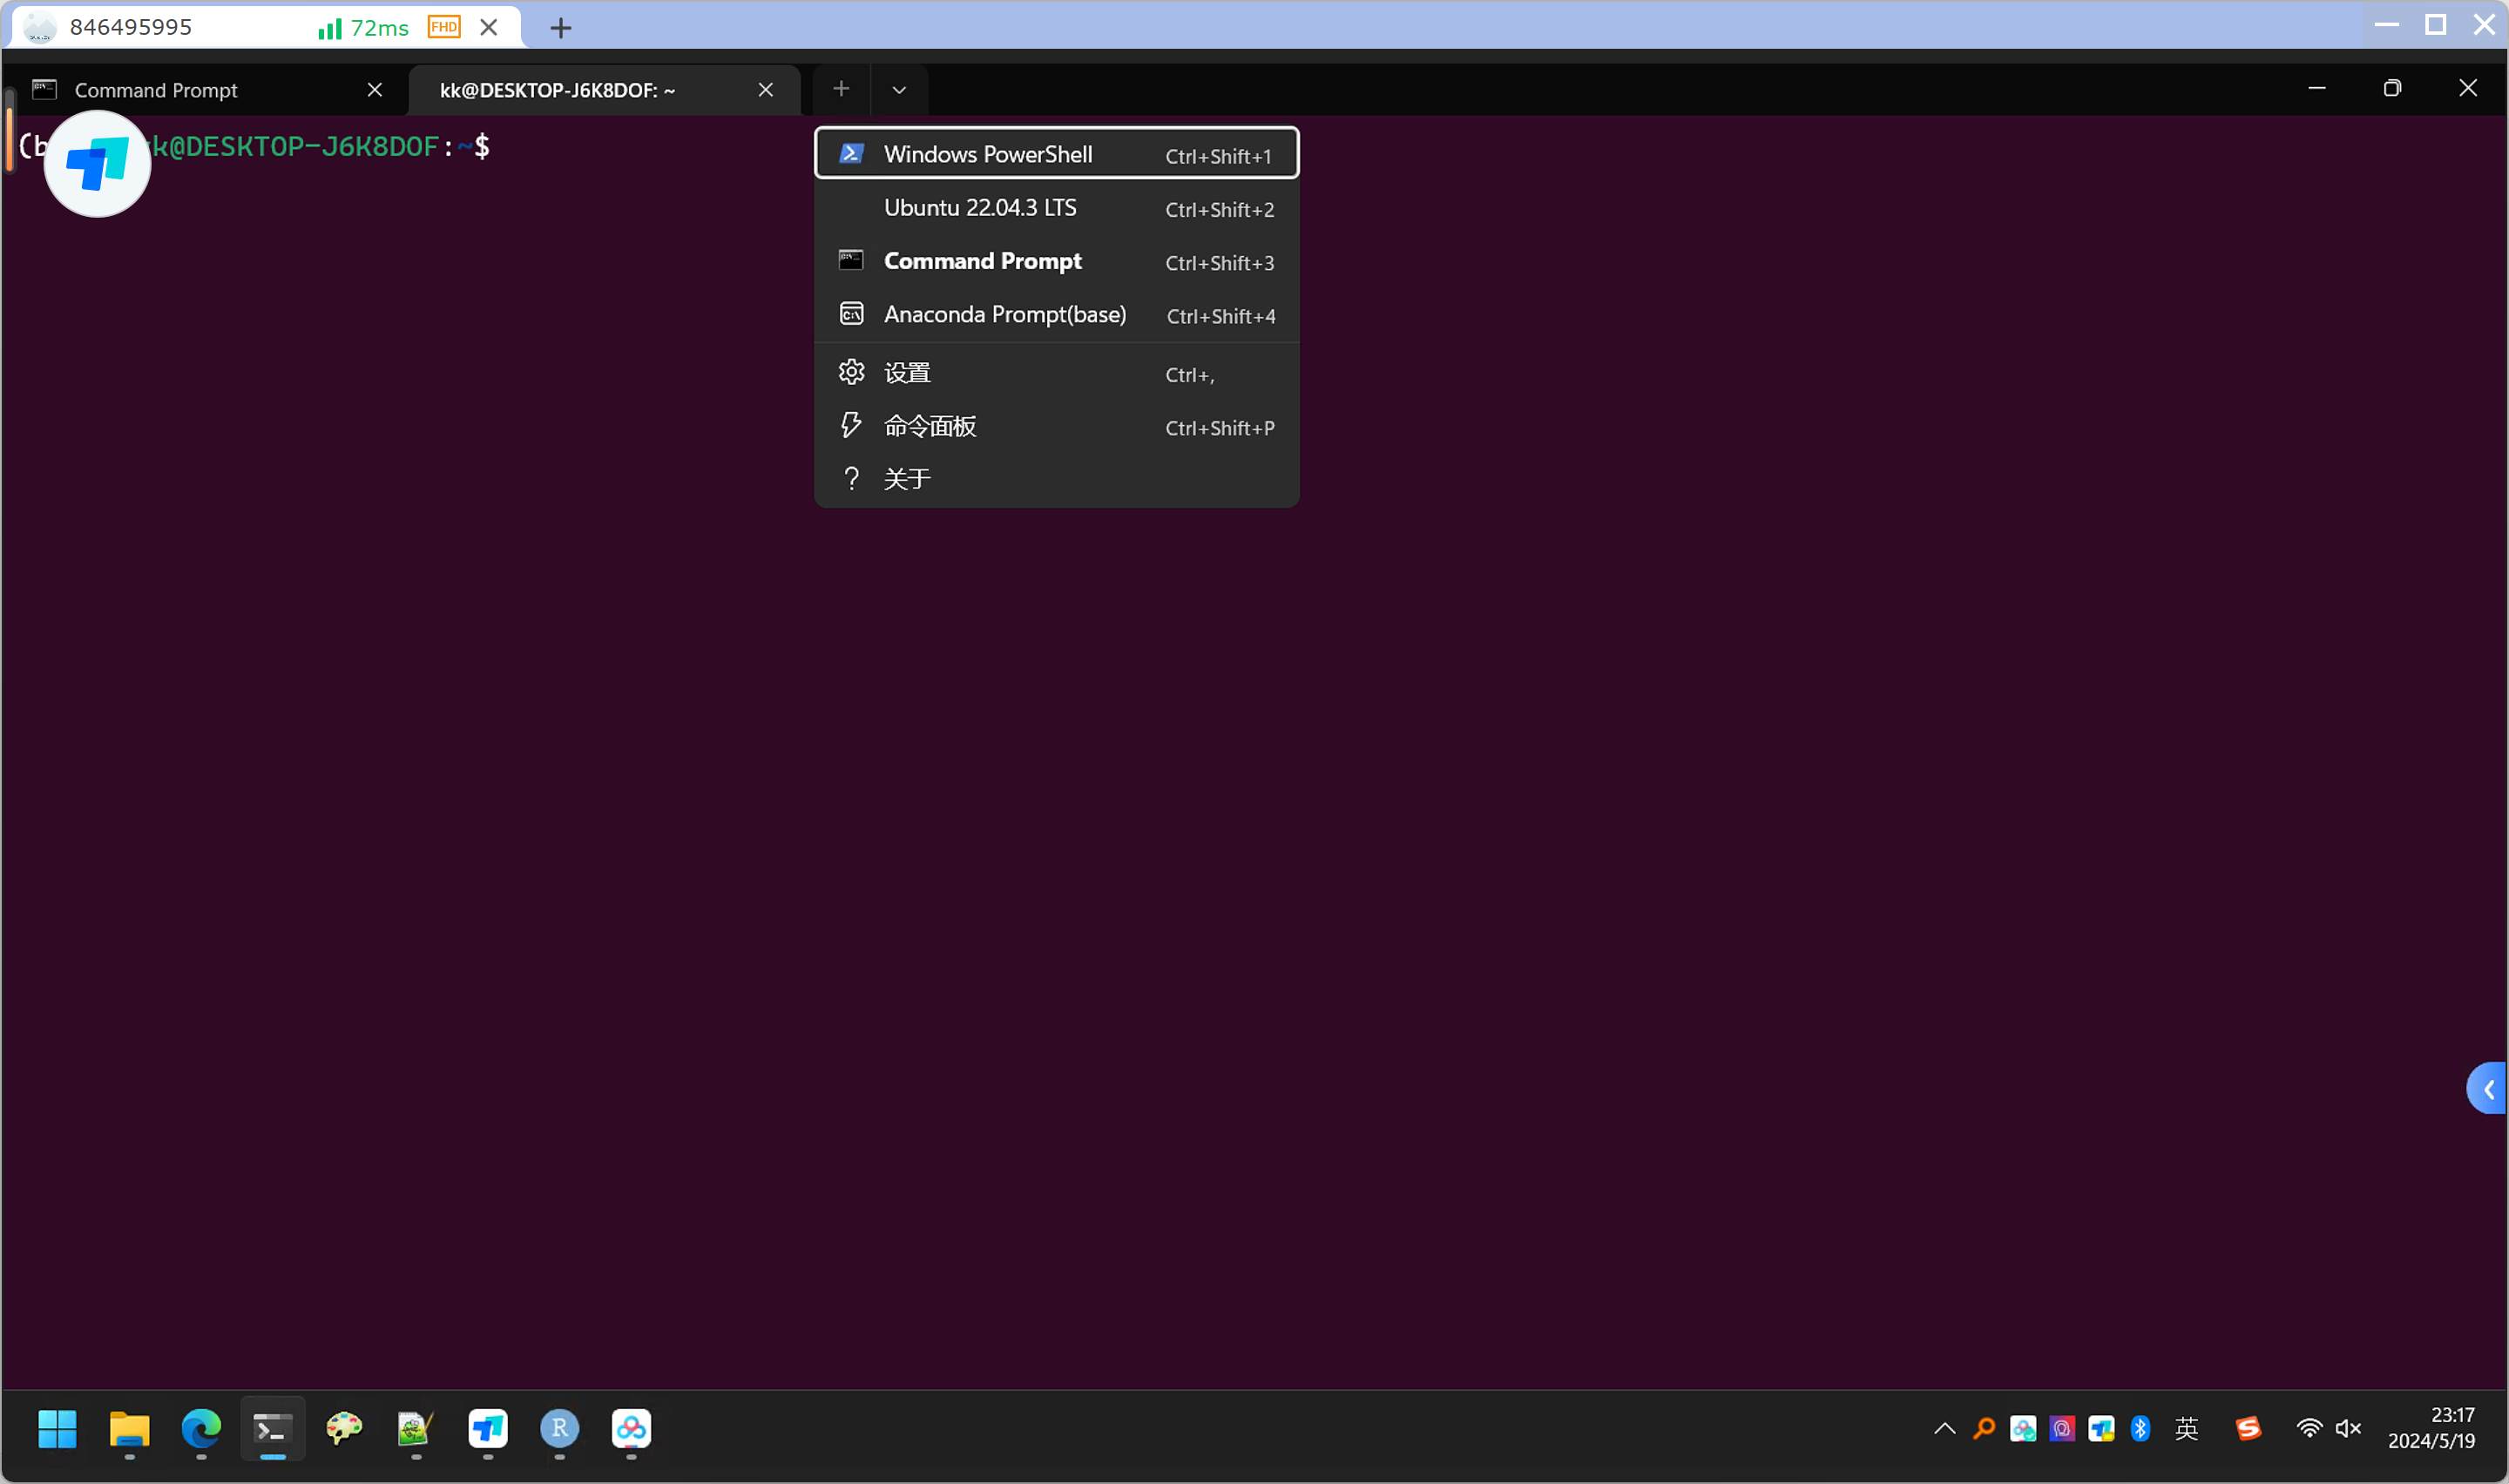 846495995 72ms FHD
Command Prompt kk@DESKTOP-J6K8DOF: ~
kk@DESKTOP-J6K8DOF:~$
Windows PowerShell Ctrl+Shift+1
Ubuntu 22.04.3 LTS Ctrl+Shift+2
Command Prompt Ctrl+Shift+3
Anaconda Prompt(base) Ctrl+Shift+4
设置 Ctrl+,
命令面板 Ctrl+Shift+P
关于
英
23:17
2024/5/19